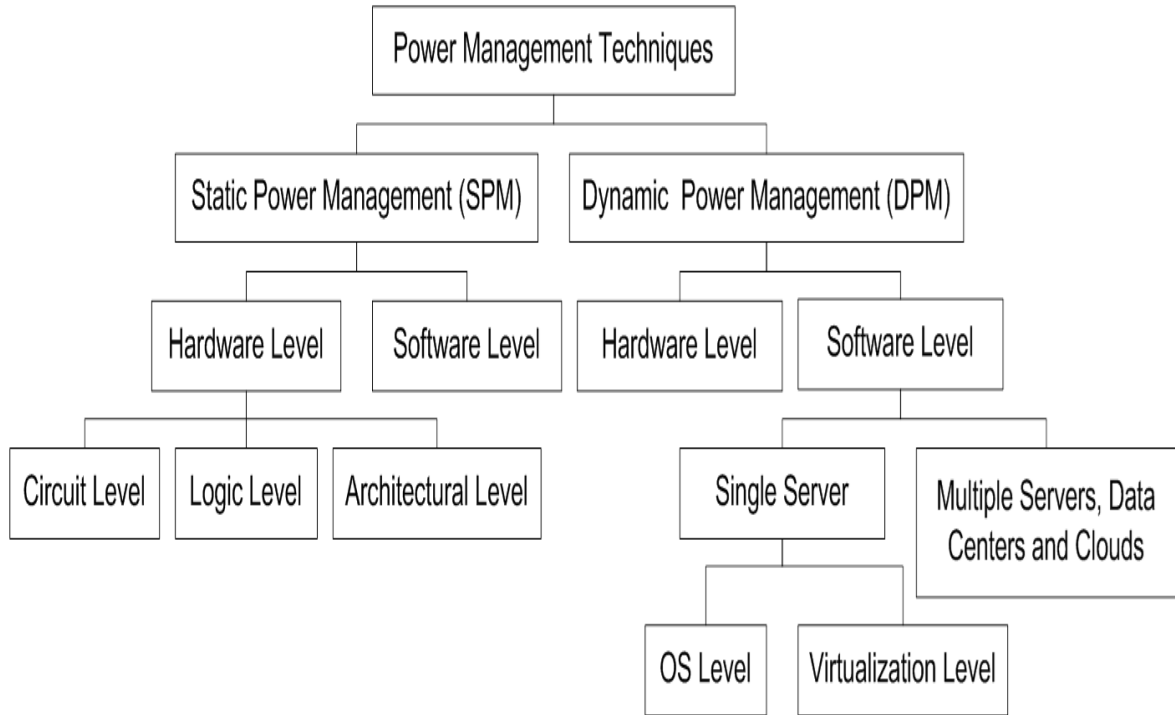 Power Management Techniques
Static Power Management (SPM)
Dynamic Power Management (DPM)
Hardware Level
Software Level
Hardware Level
Software Level
Circuit Level
Logic Level
Architectural Level
Single Server
Multiple Servers, Data
Centers and Clouds
OS Level
Virtualization Level